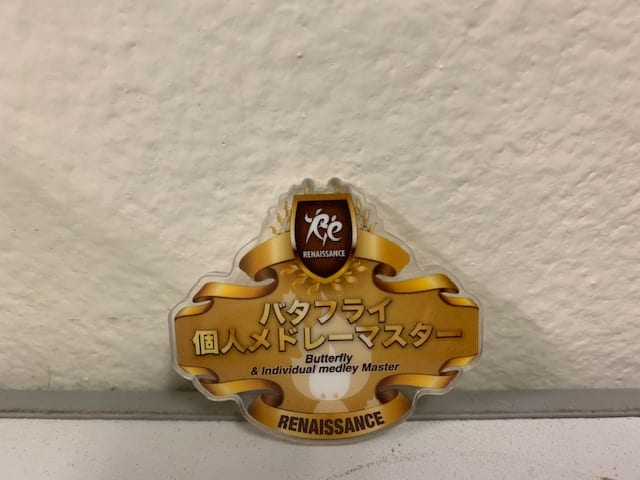 Re
RENAISSANCE
バタフライ
個人メドレーマスター
Butterfly
& Individual medley Master
RENAISSANCE